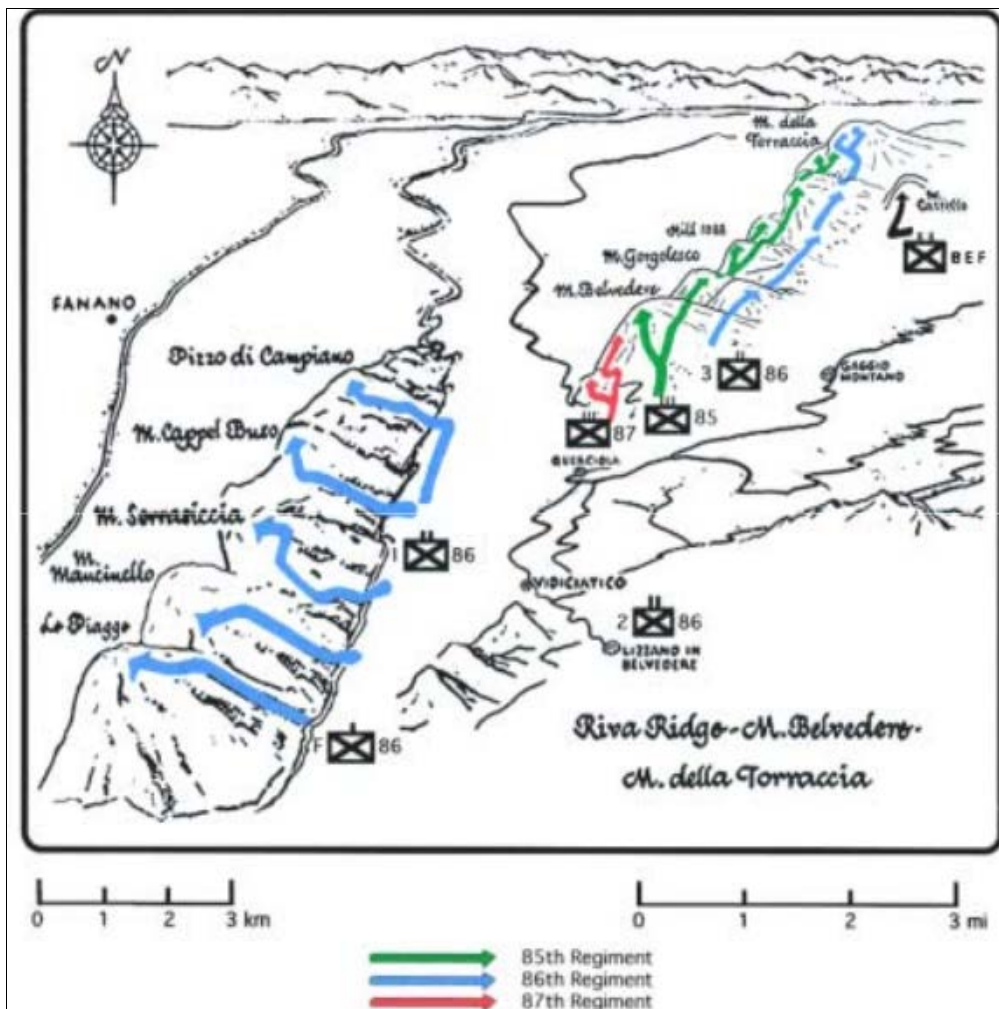 N
M. della
Torraccia
M.
Castello
BEF
Hill 1088
M. Gorgolesco
M. Belvedere
FANANO
Pizzo di Campiano
3 86
GAGGIO
MONTANO
85
87
M. Cappel Buso
QUERCIOLA
M. Serrasiccia
1 86
M.
Mancinello
VIDICIATICO
Le Piagge
2 86
LIZZANO IN
BELVEDERE
F 86
Riva Ridge-M. Belvedere-
M. della Torraccia
0 1 2 3 km
0 1 2 3 mi
85th Regiment
86th Regiment
87th Regiment